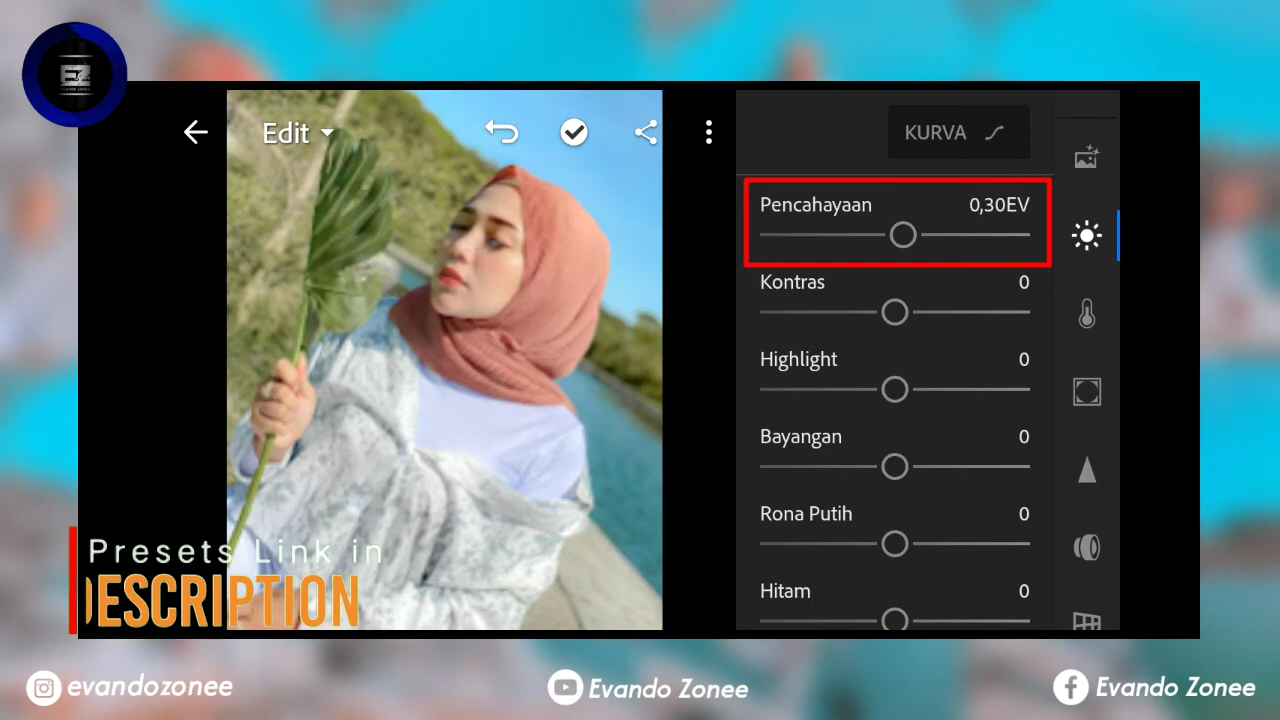 EZ
Edit
KURVA
Pencahayaan 0,30EV
Kontras 0
Highlight 0
Bayangan 0
Rona Putih 0
Hitam 0
Presets Link in
DESCRIPTION
evandozonee
Evando Zonee
Evando Zonee